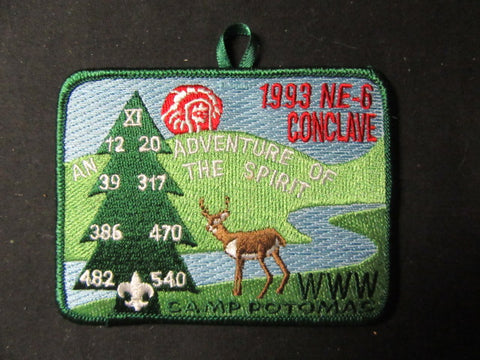 1993 NE-6
CONCLAVE
XI
12 20
39 317
386 470
482 540
AN ADVENTURE OF
THE SPIRIT
WWW
CAMP POTOMAC